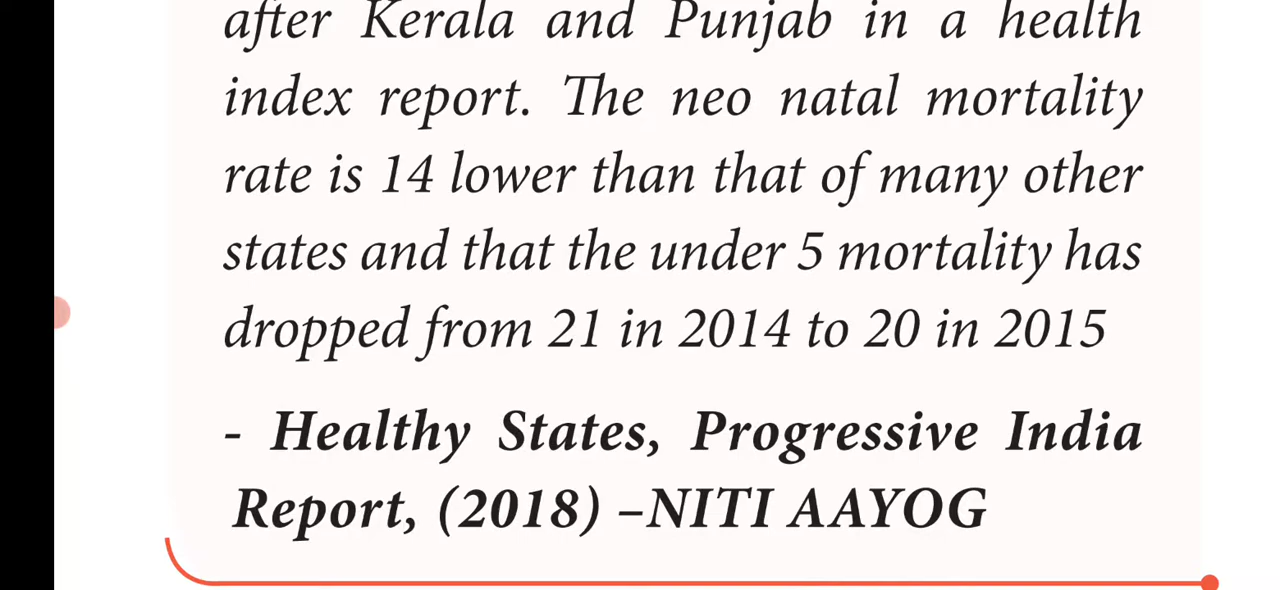 after Kerala and Punjab in a health
index report. The neo natal mortality
rate is 14 lower than that of many other
states and that the under 5 mortality has
dropped from 21 in 2014 to 20 in 2015
- Healthy States, Progressive India
Report, (2018) –NITI AAYOG